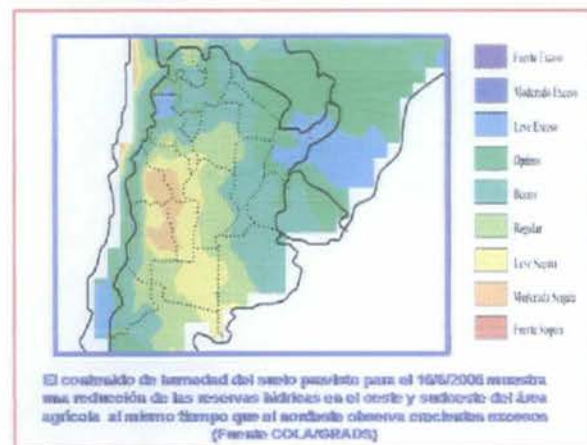 Fuerte Exceso
Moderado Exceso
Leve Exceso
Optimo
Bueno
Regular
Leve Sequía
Moderada Sequía
Fuerte Sequía
El contenido de humedad del suelo previsto para el 16/6/2006 muestra
una reducción de las reservas hídricas en el oeste y sudoeste del área
agrícola al mismo tiempo que el nordeste observa crecientes excesos
(Fuente COLA/GRADS)